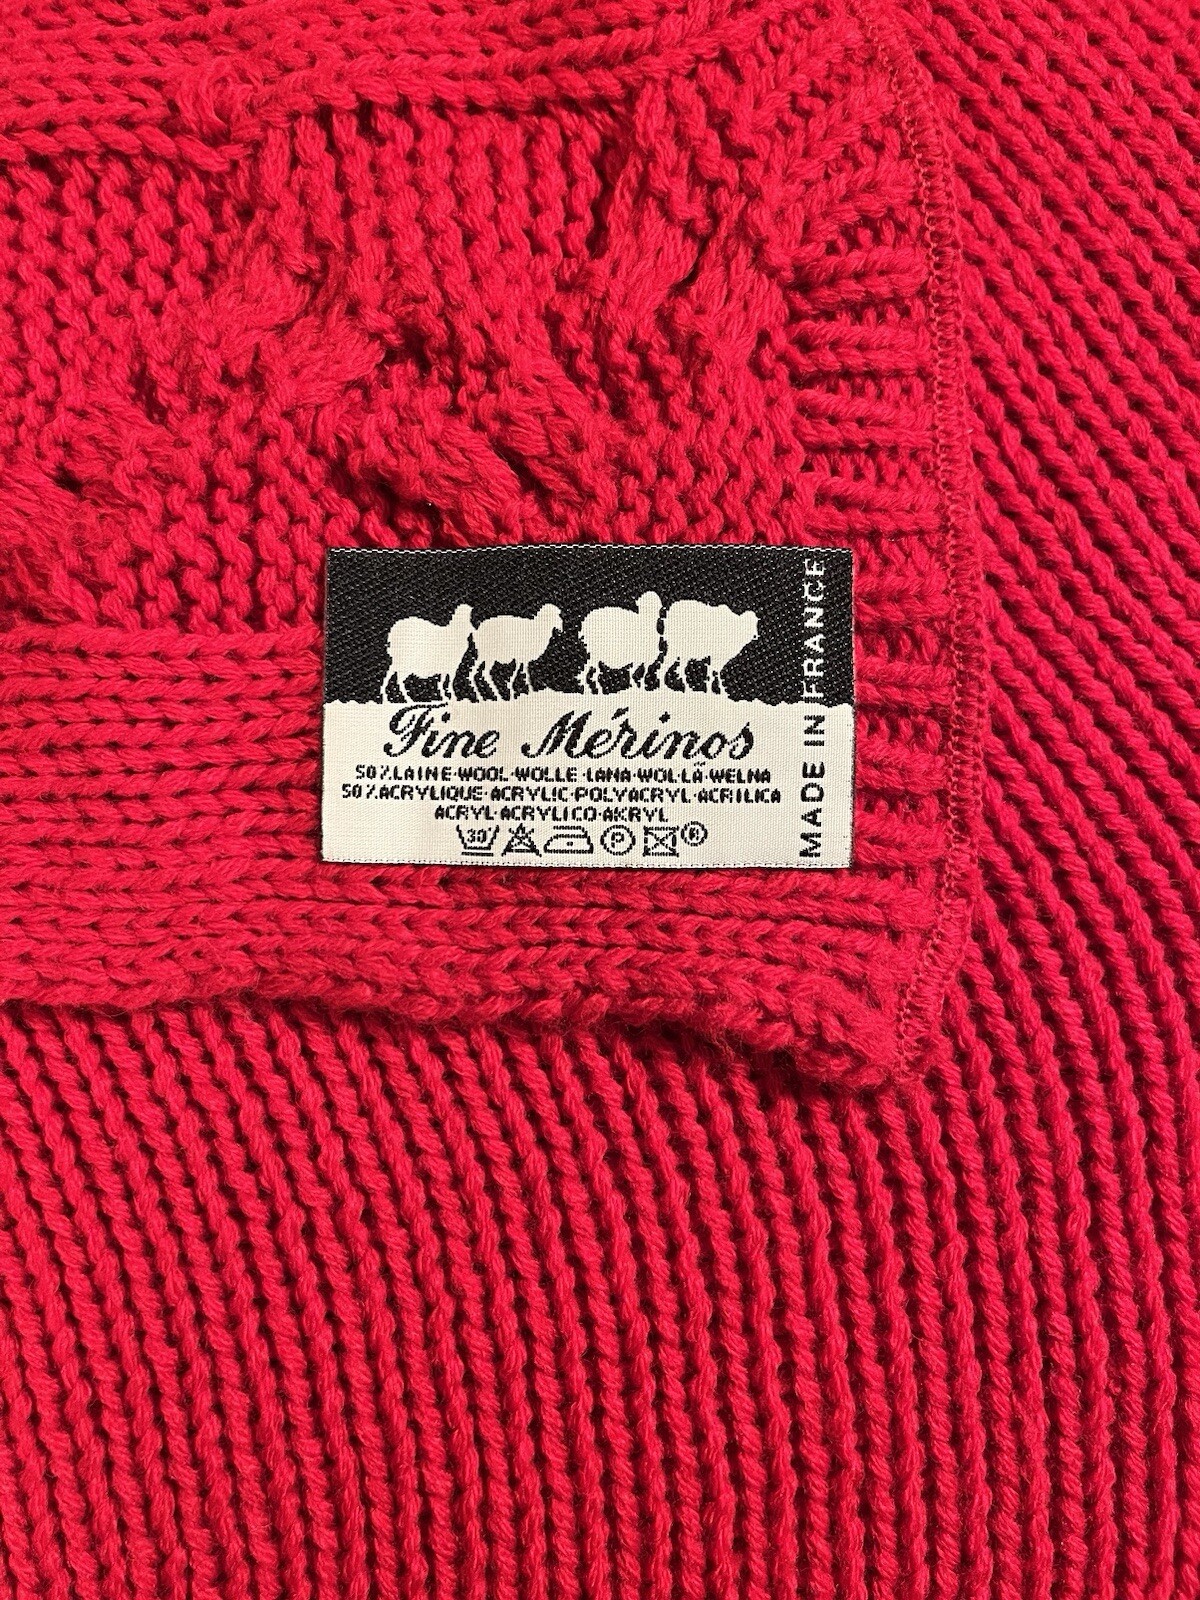 Fine Mérinos
50%LAINE·WOOL·WOLLE·LANA·WOL·LÃ·WEŁNA
50%ACRYLIQUE·ACRYLIC·POLYACRYL·ACRILICA
ACRYL·ACRYLICO·AKRYL
30 P ®
MADE IN FRANCE